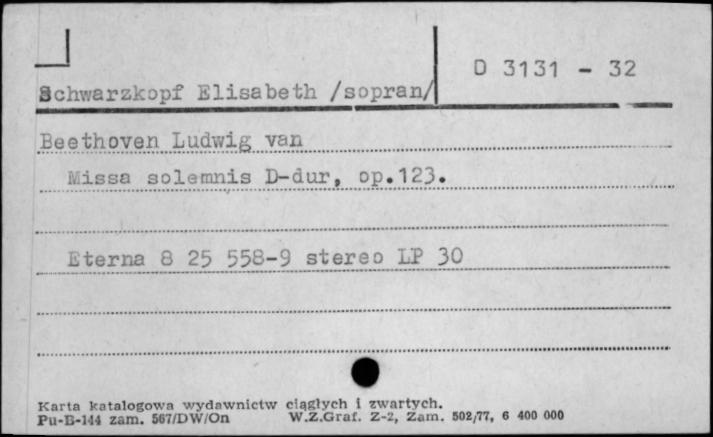 D 3131 - 32
Schwarzkopf Elisabeth /sopran/
Beethoven Ludwig van
Missa solemnis D-dur, op.123.
Eterna 8 25 558-9 stereo LP 30
Karta katalogowa wydawnictw ciągłych i zwartych.
Pu-B-144 zam. 567/DW/On W.Z.Graf. Z-2, Zam. 502/77, 6 400 000